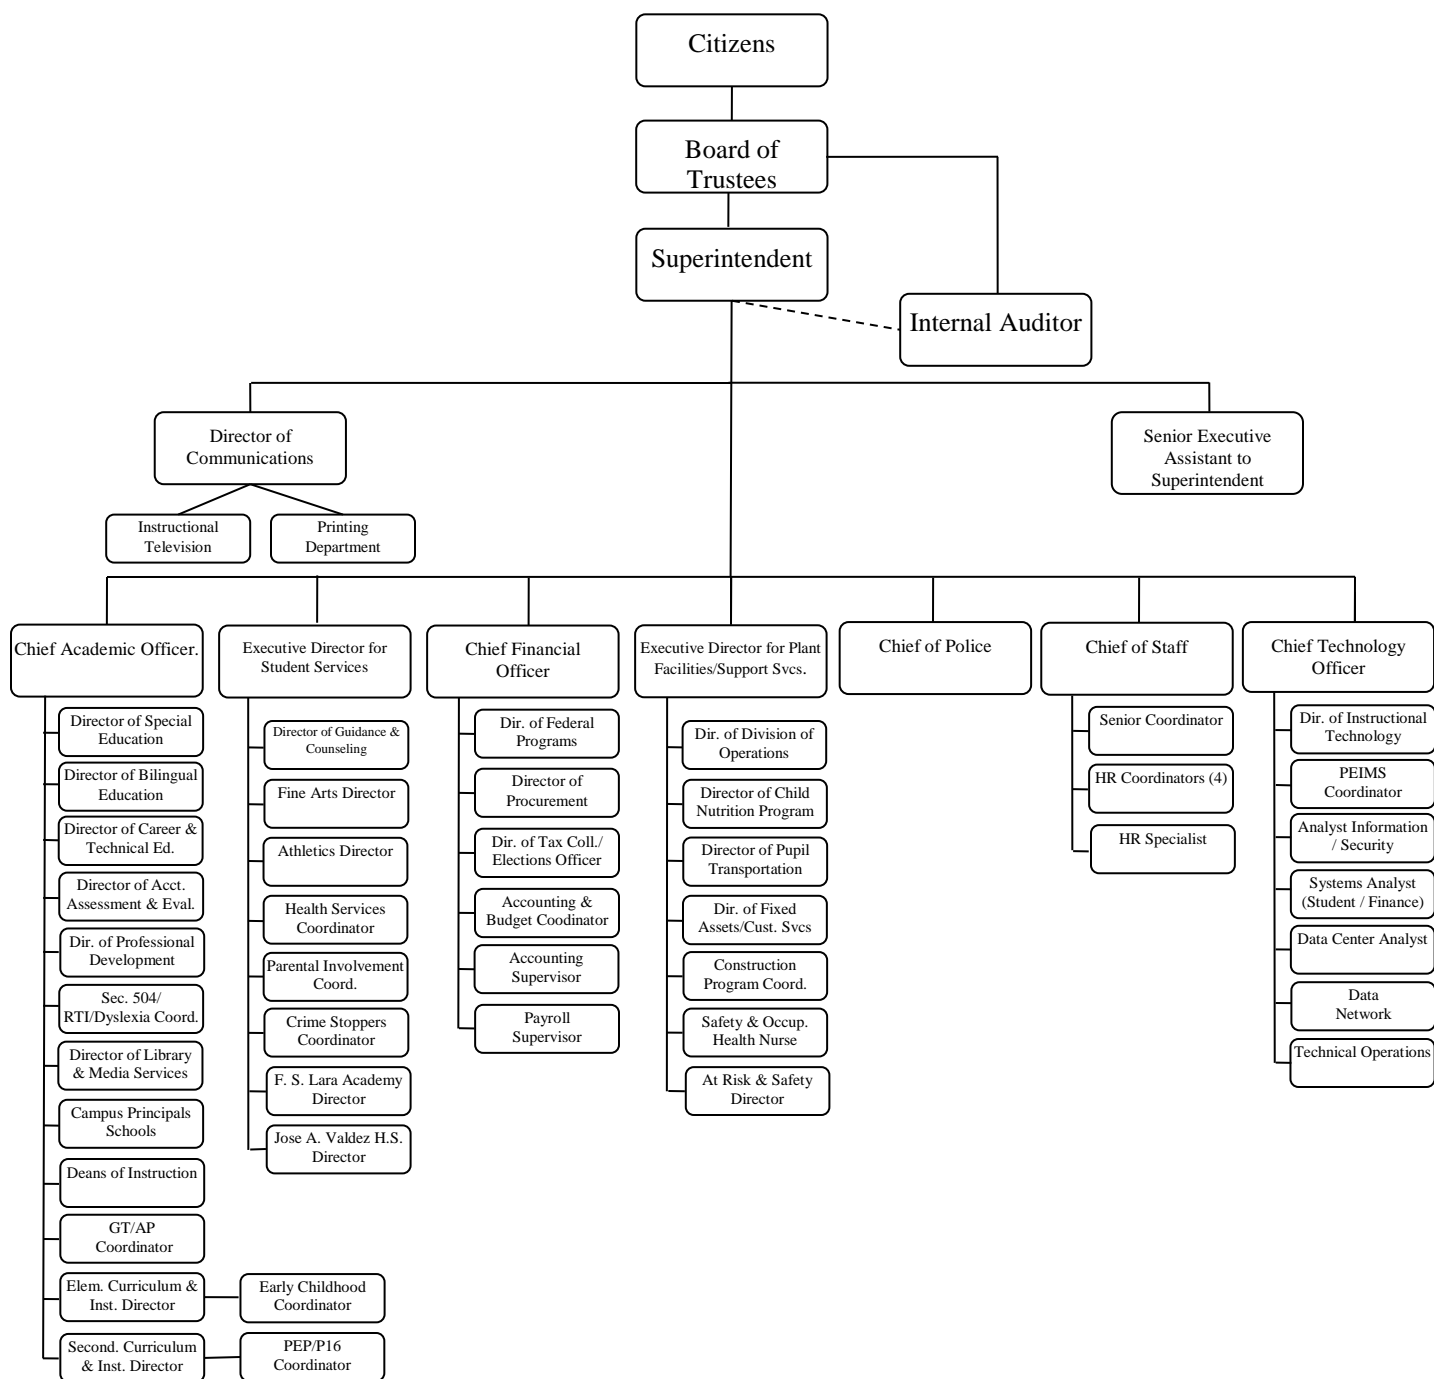 Citizens
Board of
Trustees
Superintendent
Internal Auditor
Director of
Communications
Senior Executive
Assistant to
Superintendent
Instructional
Television
Printing
Department
Chief Academic Officer.
Executive Director for
Student Services
Chief Financial
Officer
Executive Director for Plant
Facilities/Support Svcs.
Chief of Police
Chief of Staff
Chief Technology
Officer
Director of Special
Education
Director of Bilingual
Education
Director of Career &
Technical Ed.
Director of Acct.
Assessment & Eval.
Dir. of Professional
Development
Sec. 504/
RTI/Dyslexia Coord.
Director of Library
& Media Services
Campus Principals
Schools
Deans of Instruction
GT/AP
Coordinator
Elem. Curriculum &
Inst. Director
Early Childhood
Coordinator
Second. Curriculum
& Inst. Director
PEP/P16
Coordinator
Director of Guidance &
Counseling
Fine Arts Director
Athletics Director
Health Services
Coordinator
Parental Involvement
Coord.
Crime Stoppers
Coordinator
F. S. Lara Academy
Director
Jose A. Valdez H.S.
Director
Dir. of Federal
Programs
Director of
Procurement
Dir. of Tax Coll./
Elections Officer
Accounting &
Budget Coodinator
Accounting
Supervisor
Payroll
Supervisor
Dir. of Division of
Operations
Director of Child
Nutrition Program
Director of Pupil
Transportation
Dir. of Fixed
Assets/Cust. Svcs
Construction
Program Coord.
Safety & Occup.
Health Nurse
At Risk & Safety
Director
Senior Coordinator
HR Coordinators (4)
HR Specialist
Dir. of Instructional
Technology
PEIMS
Coordinator
Analyst Information
/ Security
Systems Analyst
(Student / Finance)
Data Center Analyst
Data
Network
Technical Operations